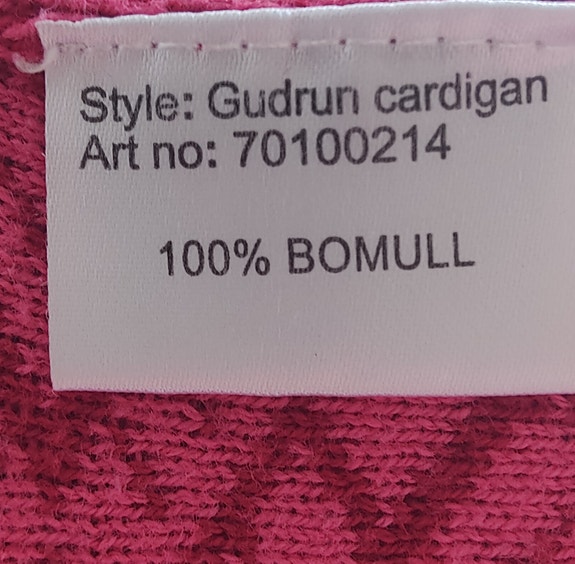 Style: Gudrun cardigan
Art no: 70100214
100% BOMULL